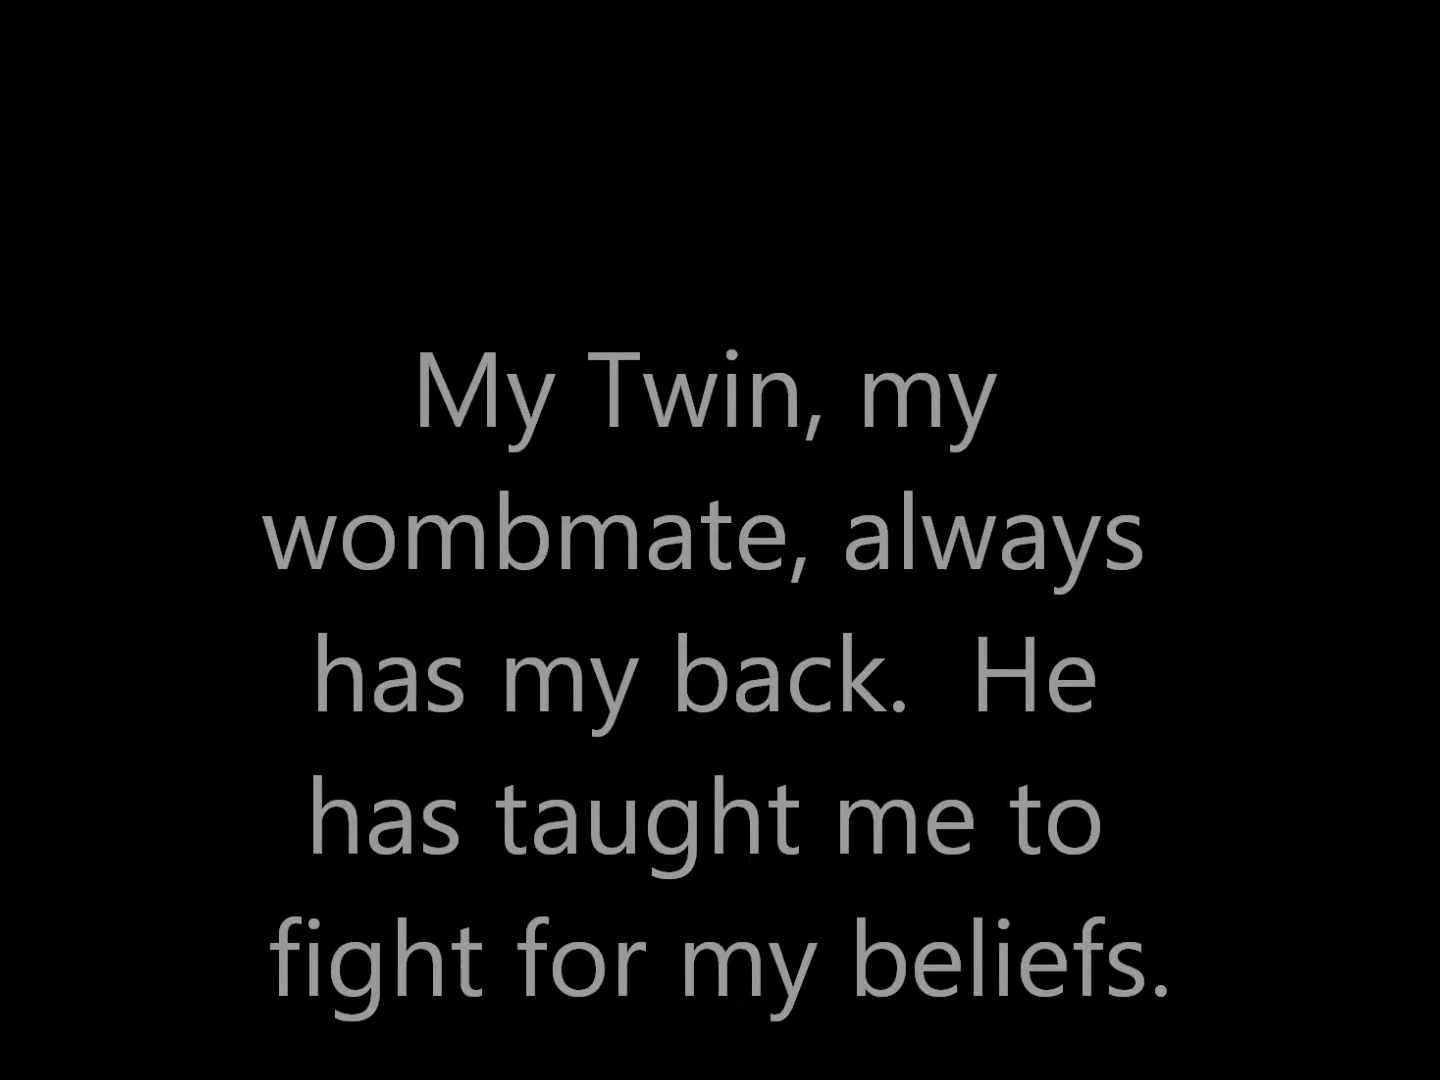 My Twin, my
wombmate, always
has my back.  He
has taught me to
fight for my beliefs.